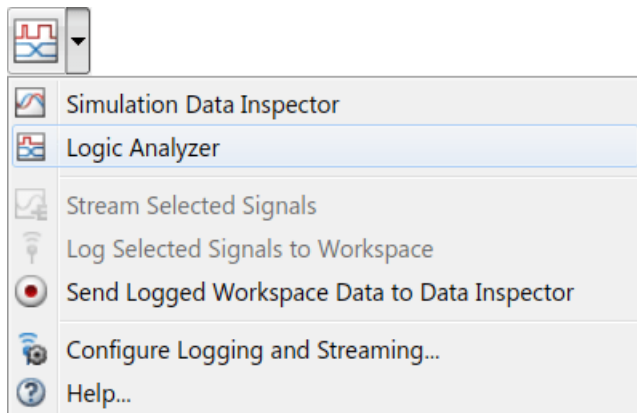 Simulation Data Inspector
Logic Analyzer
Stream Selected Signals
Log Selected Signals to Workspace
Send Logged Workspace Data to Data Inspector
Configure Logging and Streaming...
Help...